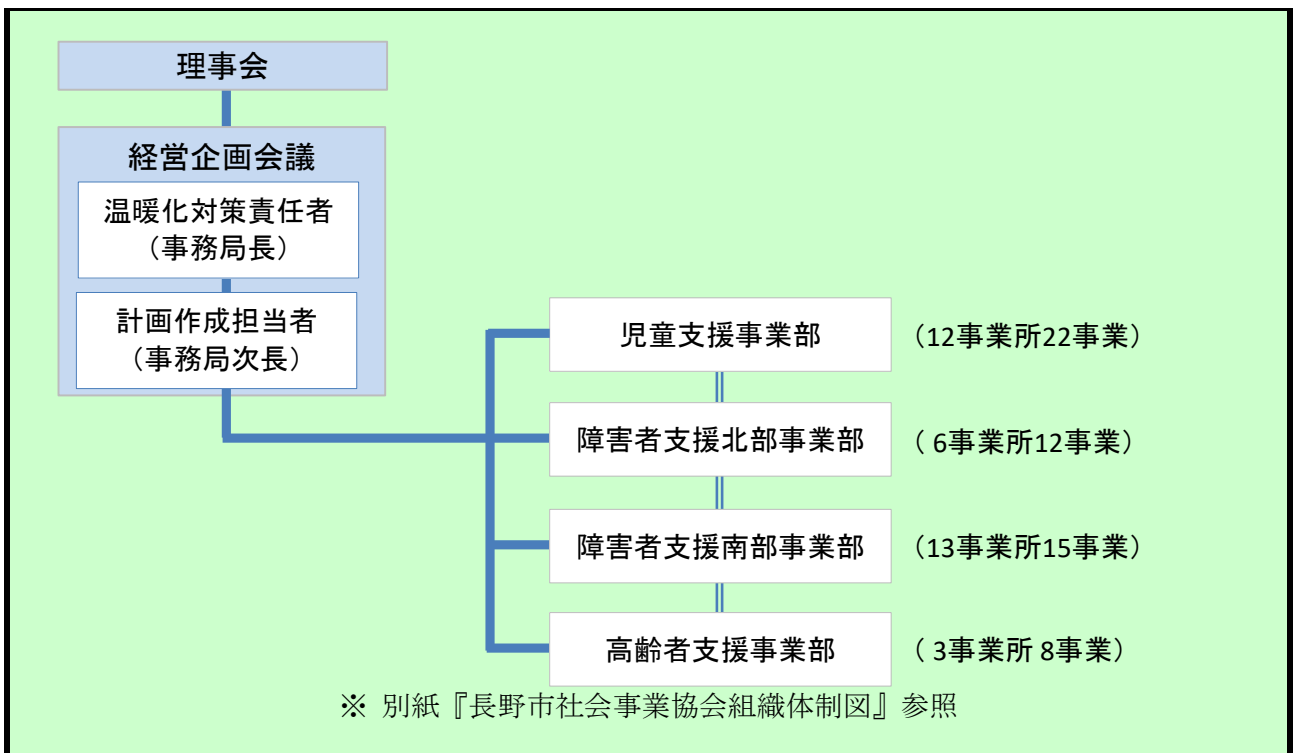 理事会
経営企画会議
温暖化対策責任者
（事務局長）
計画作成担当者
（事務局次長）
児童支援事業部 （12事業所22事業）
障害者支援北部事業部 （ 6事業所12事業）
障害者支援南部事業部 （13事業所15事業）
高齢者支援事業部 （ 3事業所 8事業）
※ 別紙『長野市社会事業協会組織体制図』参照